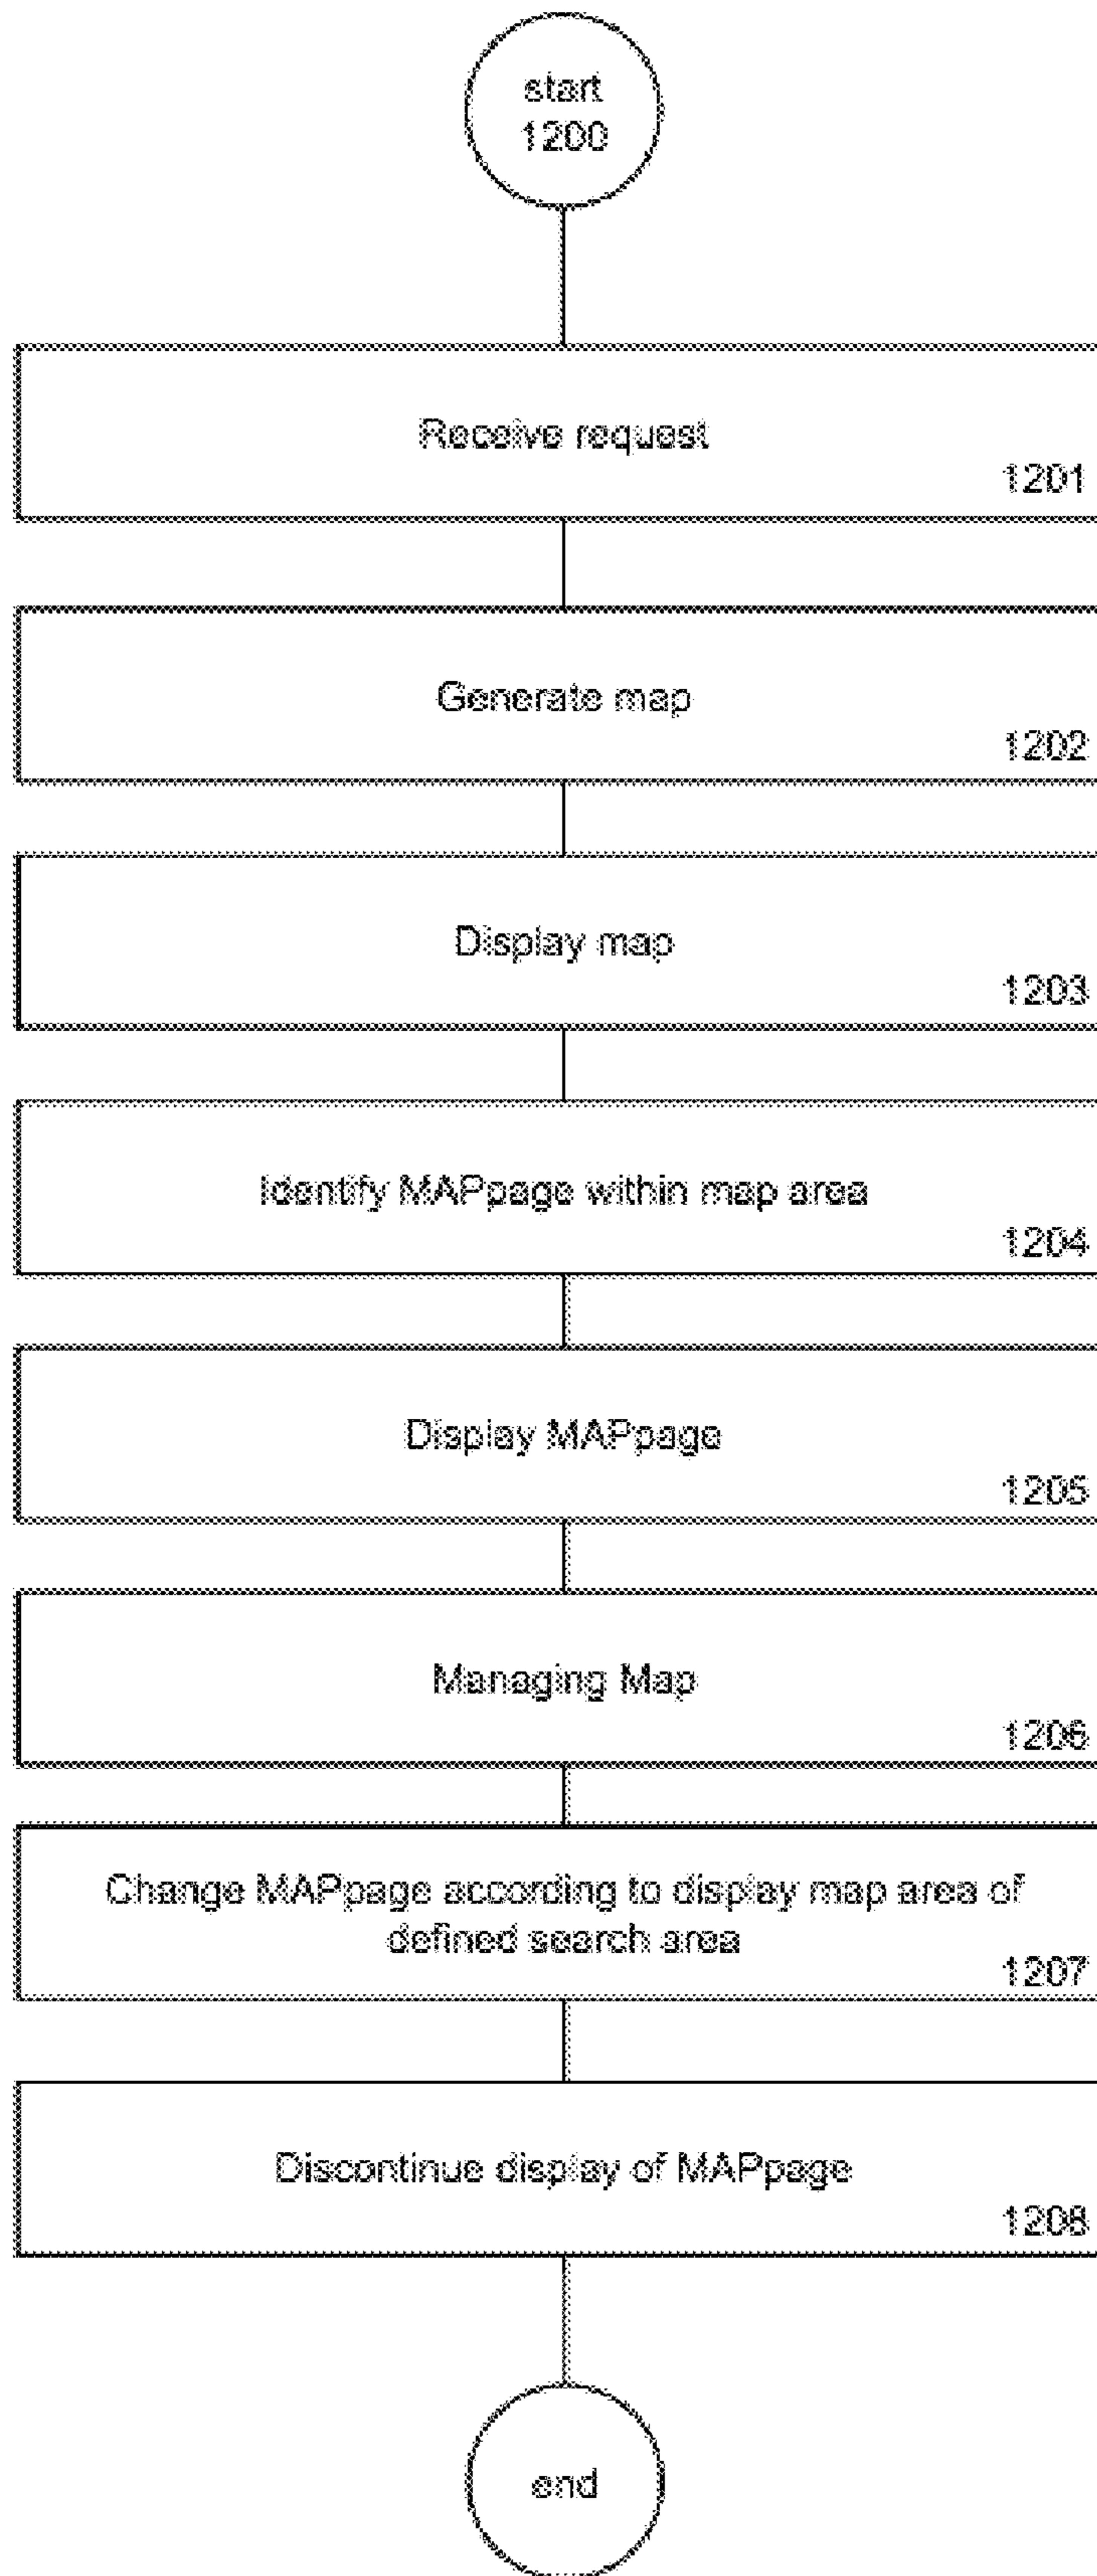 start
1200
Receive request
1201
Generate map
1202
Display map
1203
Identify MAPpage within map area
1204
Display MAPpage
1205
Managing Map
1206
Change MAPpage according to display map area of
defined search area
1207
Discontinue display of MAPpage
1208
end